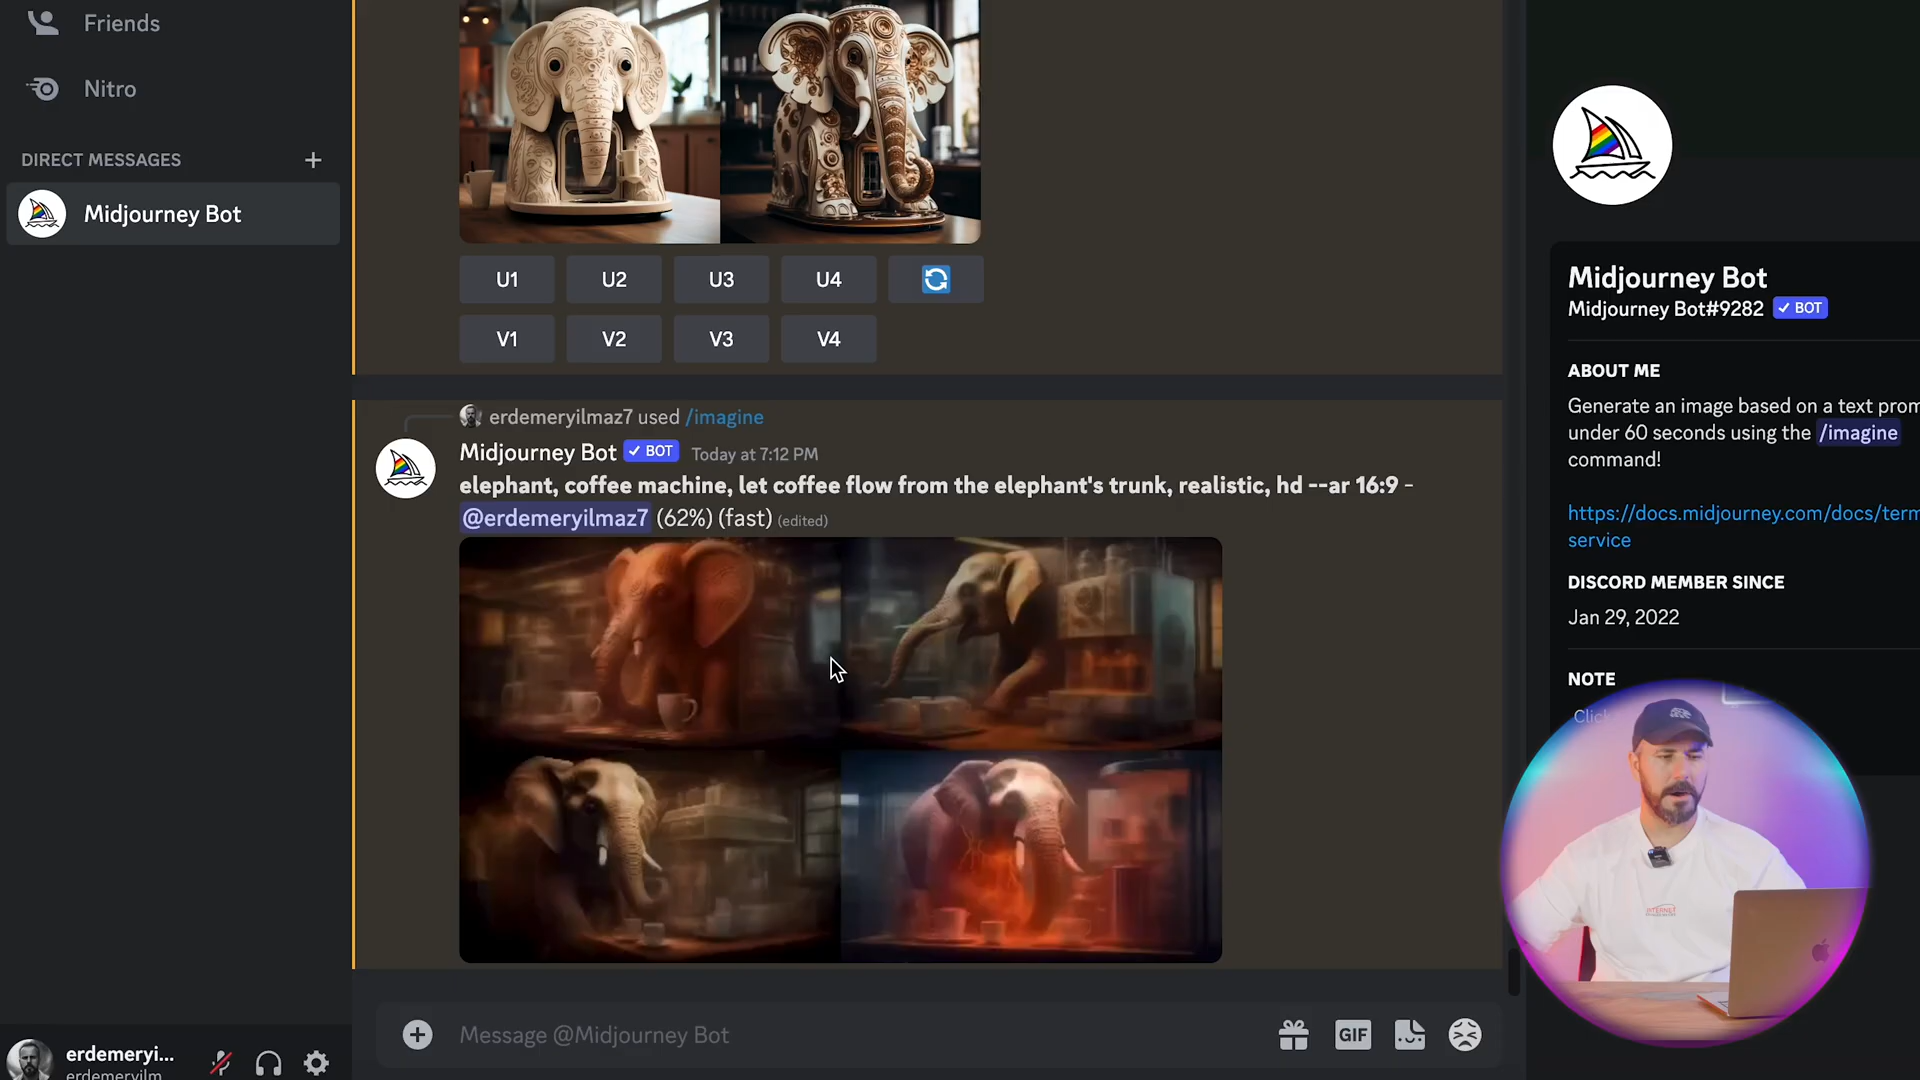 Friends
Nitro
DIRECT MESSAGES
Midjourney Bot
U1 U2 U3 U4
V1 V2 V3 V4
erdemeryilmaz7 used /imagine
Midjourney Bot ✓ BOT Today at 7:12 PM
elephant, coffee machine, let coffee flow from the elephant's trunk, realistic, hd --ar 16:9 -
@erdemeryilmaz7 (62%) (fast) (edited)
Message @Midjourney Bot
GIF
erdemeryi...
erdemeryilm
Midjourney Bot
Midjourney Bot#9282 ✓ BOT
ABOUT ME
Generate an image based on a text prom
under 60 seconds using the /imagine
command!
https://docs.midjourney.com/docs/term
service
DISCORD MEMBER SINCE
Jan 29, 2022
NOTE
Clic
INTERNET